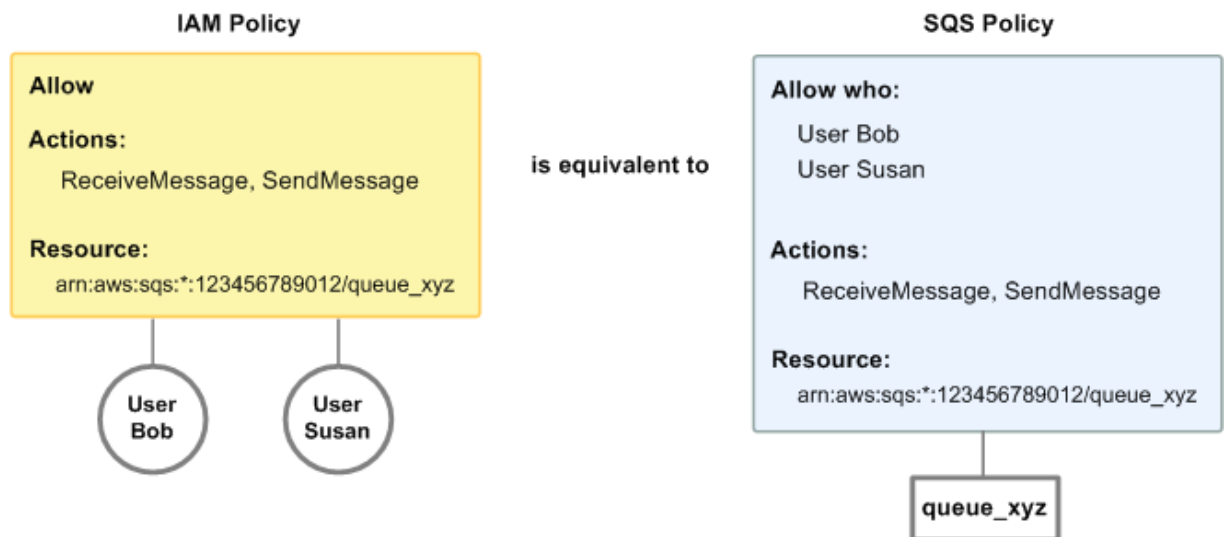 IAM Policy
Allow
Actions:
ReceiveMessage, SendMessage
Resource:
arn:aws:sqs:*:123456789012/queue_xyz
User
Bob
User
Susan
is equivalent to
SQS Policy
Allow who:
User Bob
User Susan
Actions:
ReceiveMessage, SendMessage
Resource:
arn:aws:sqs:*:123456789012/queue_xyz
queue_xyz